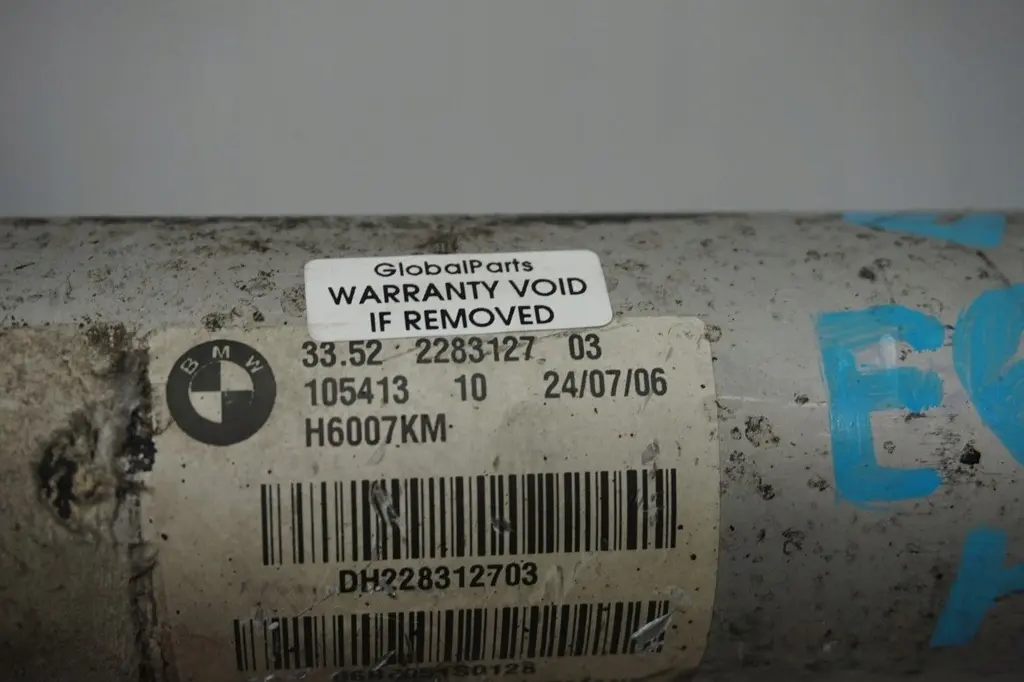 GlobalParts
WARRANTY VOID
IF REMOVED
BMW
33.52 2283127 03
105413 10 24/07/06
H6007KM
DH228312703
E